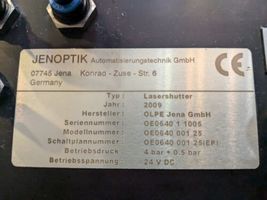 JENOPTIK Automatisierungstechnik GmbH
07745 Jena Konrad - Zuse - Str. 6
Germany
CE
Typ : Lasershutter
Jahr : 2009
Hersteller : OLPE Jena GmbH
Seriennummer : OE0640 1 1005
Modellnummer : OE0640 001 25
Schaltplannummer : OE0640 001 25(EP)
Betriebsdruck : 4 bar + 0.5 bar
Betriebsspannung : 24 V DC